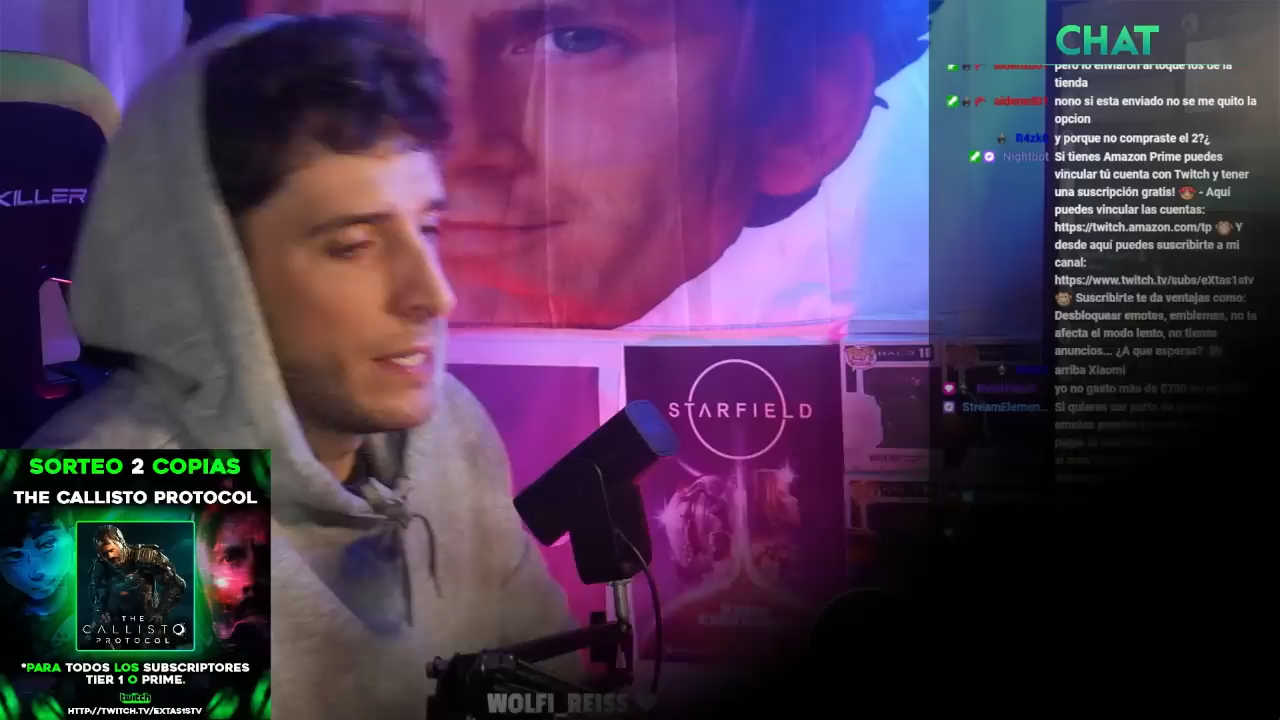 CHAT
pero lo enviaron al toque los de la
tienda
nono si esta enviado no se me quito la
opcion
R4zk
y porque no compraste el 2?¿
Nightbot
Si tienes Amazon Prime puedes
vincular tú cuenta con Twitch y tener
una suscripción gratis! - Aquí
puedes vincular las cuentas:
https://twitch.amazon.com/tp Y
desde aquí puedes suscribirte a mi
canal:
https://www.twitch.tv/subs/eXtas1stv
Suscribirte te da ventajas como:
Desbloquear emotes, emblemas, no te
afecta el modo lento, no tienes
anuncios... ¿A que esperas?
arriba Xiaomi
yo no gasto más de
StreamElemen...
Si quieres ser parte de
KILLER
STARFIELD
HALO 10
SORTEO 2 COPIAS
THE CALLISTO PROTOCOL
THE
CALLISTO
PROTOCOL
*PARA TODOS LOS SUBSCRIPTORES
TIER 1 O PRIME.
twitch
HTTP://TWITCH.TV/EXTAS1STV
WOLFI_REISS